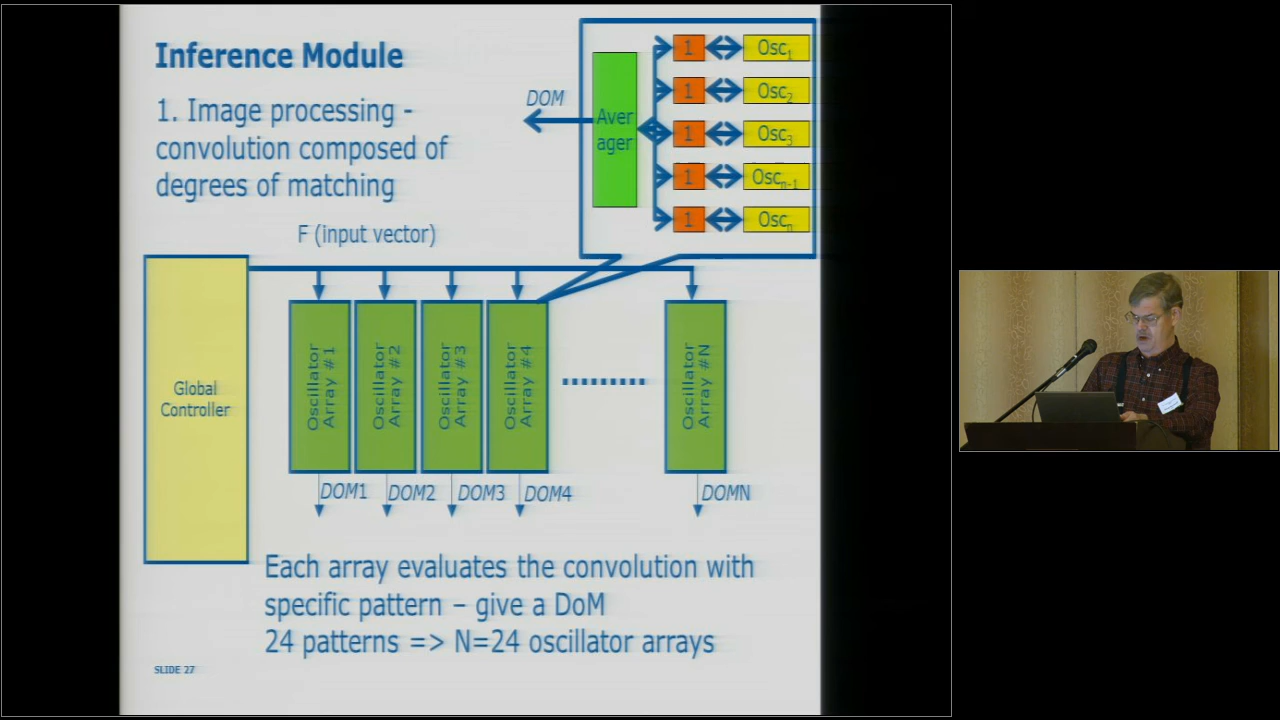 Inference Module
1. Image processing -
convolution composed of
degrees of matching
F (input vector)
DOM
Aver
ager
1
Osc1
1
Osc2
1
Osc3
1
Oscn-1
1
Oscn
Global
Controller
Oscillator
Array #1
Oscillator
Array #2
Oscillator
Array #3
Oscillator
Array #4
Oscillator
Array #N
DOM1
DOM2
DOM3
DOM4
DOMN
Each array evaluates the convolution with
specific pattern – give a DoM
24 patterns => N=24 oscillator arrays
SLIDE 27